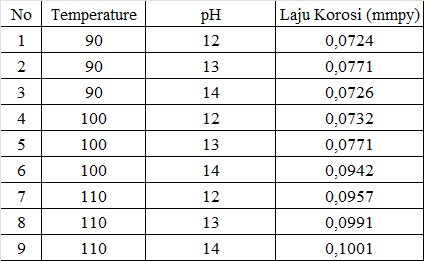 No Temperature pH Laju Korosi (mmpy)
1 90 12 0,0724
2 90 13 0,0771
3 90 14 0,0726
4 100 12 0,0732
5 100 13 0,0771
6 100 14 0,0942
7 110 12 0,0957
8 110 13 0,0991
9 110 14 0,1001